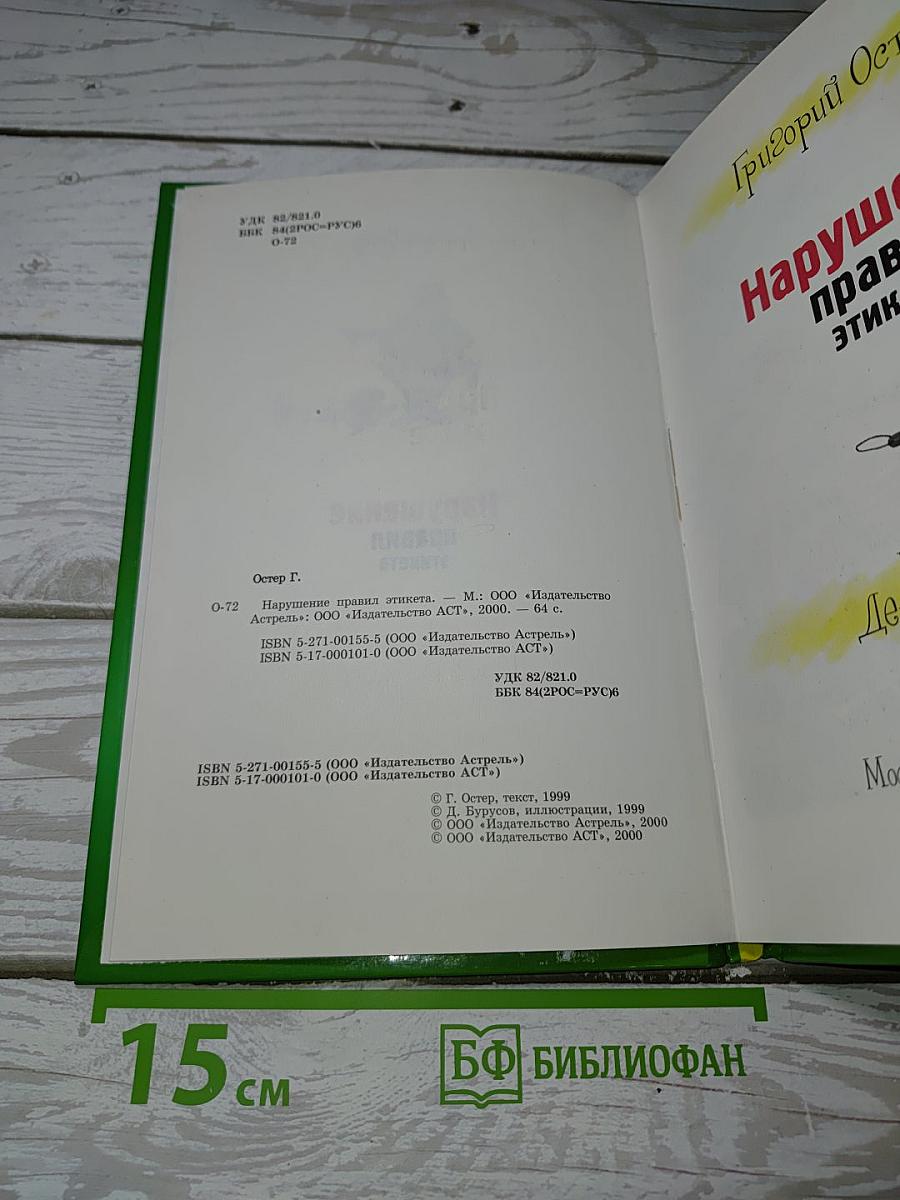 УДК 82/821.0
ББК 84(2РОС=РУС)6
О-72
Остер Г.
О-72 Нарушение правил этикета. — М.: ООО «Издательство
Астрель»: ООО «Издательство АСТ», 2000. — 64 с.
ISBN 5-271-00155-5 (ООО «Издательство Астрель»)
ISBN 5-17-000101-0 (ООО «Издательство АСТ»)
УДК 82/821.0
ББК 84(2РОС=РУС)6
ISBN 5-271-00155-5 (ООО «Издательство Астрель»)
ISBN 5-17-000101-0 (ООО «Издательство АСТ»)
© Г. Остер, текст, 1999
© Д. Бурусов, иллюстрации, 1999
© ООО «Издательство Астрель», 2000
© ООО «Издательство АСТ», 2000
Григорий Ост
Наруше
прав
этик
Де
Мос
15 см
БФ БИБЛИОФАН